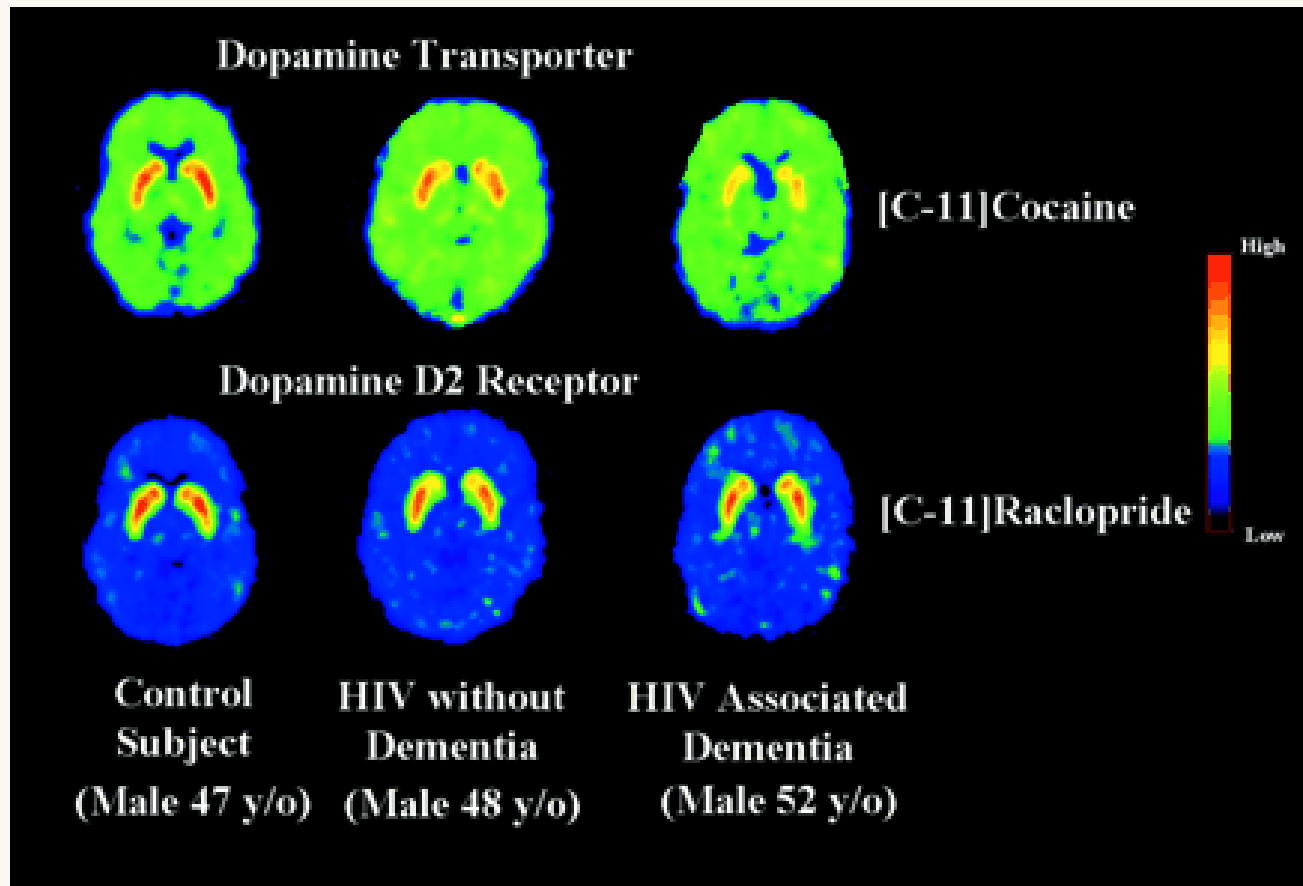 Dopamine Transporter
[C-11]Cocaine
High
Dopamine D2 Receptor
[C-11]Raclopride
Low
Control
Subject
(Male 47 y/o)
HIV without
Dementia
(Male 48 y/o)
HIV Associated
Dementia
(Male 52 y/o)